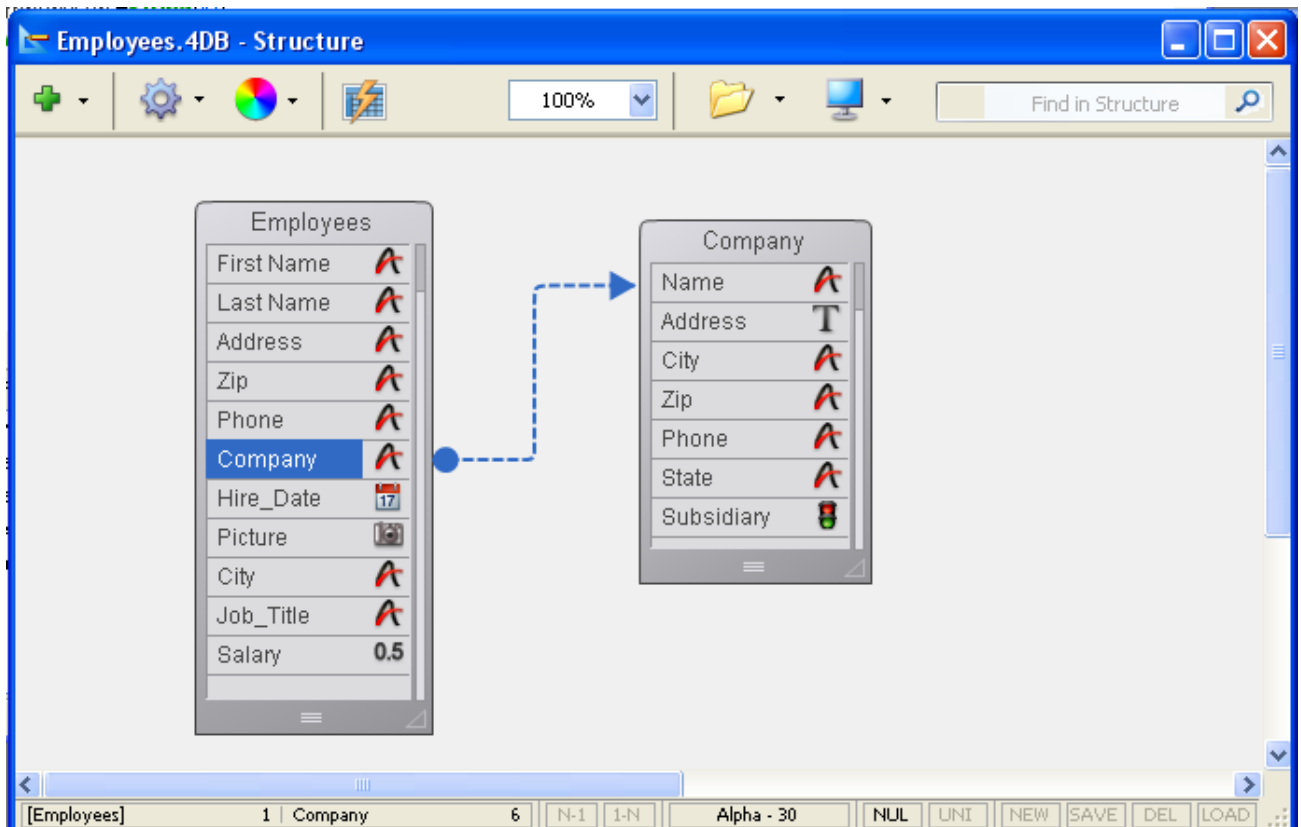 Employees.4DB - Structure
100%
Find in Structure
Employees
First Name
Last Name
Address
Zip
Phone
Company
Hire_Date
17
Picture
City
Job_Title
Salary 0.5
Company
Name
Address T
City
Zip
Phone
State
Subsidiary
[Employees] 1 Company 6 N-1 1-N Alpha - 30 NUL UNI NEW SAVE DEL LOAD